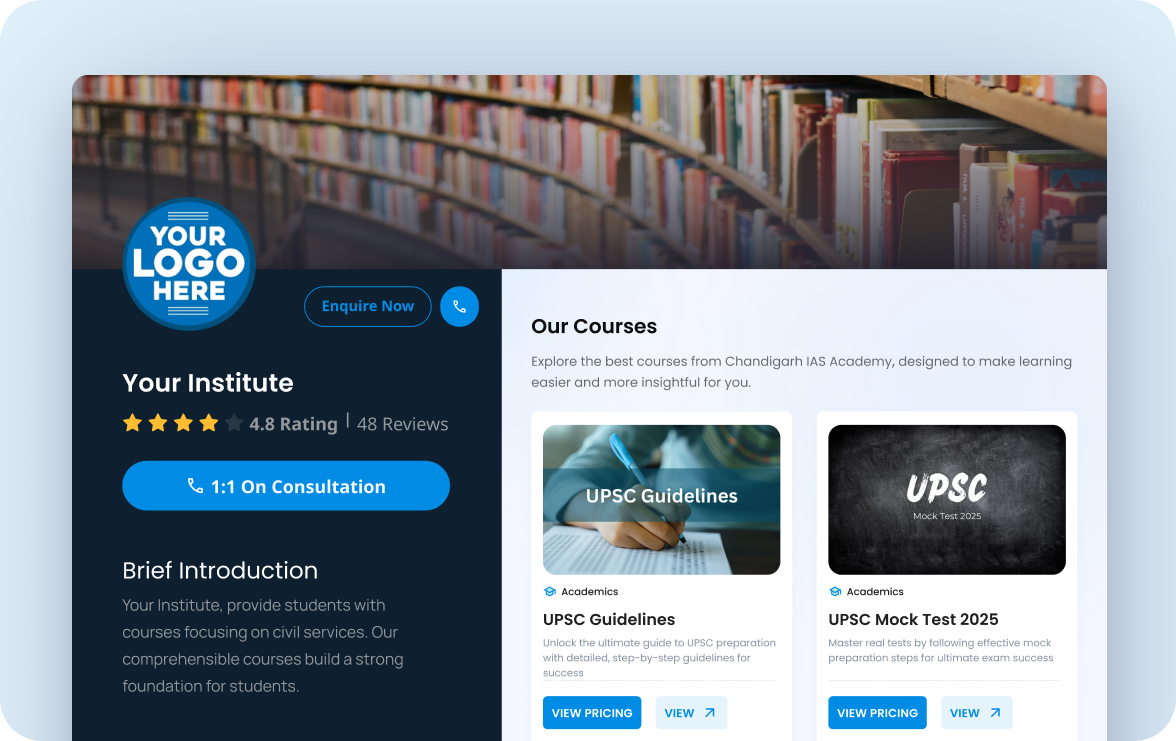 YOUR
LOGO
HERE
Enquire Now
Your Institute
4.8 Rating | 48 Reviews
1:1 On Consultation
Brief Introduction
Your Institute, provide students with
courses focusing on civil services. Our
comprehensible courses build a strong
foundation for students.
Our Courses
Explore the best courses from Chandigarh IAS Academy, designed to make learning
easier and more insightful for you.
UPSC Guidelines
Academics
UPSC Guidelines
Unlock the ultimate guide to UPSC preparation
with detailed, step-by-step guidelines for
success
VIEW PRICING
VIEW
UPSC
Mock Test 2025
Academics
UPSC Mock Test 2025
Master real tests by following effective mock
preparation steps for ultimate exam success
VIEW PRICING
VIEW